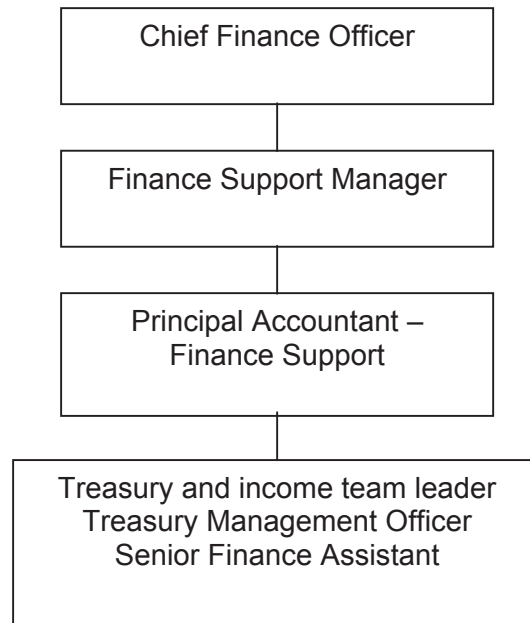 Chief Finance Officer
Finance Support Manager
Principal Accountant –
Finance Support
Treasury and income team leader
Treasury Management Officer
Senior Finance Assistant